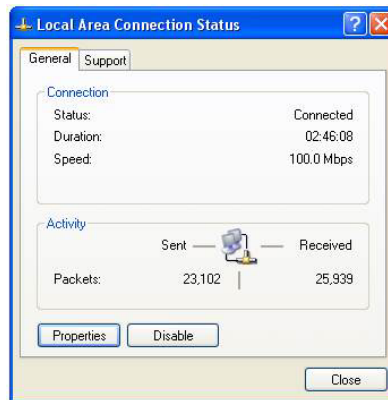 Local Area Connection Status
General Support
Connection
Status: Connected
Duration: 02:46:08
Speed: 100.0 Mbps
Activity
Sent Received
Packets: 23,102 25,939
Properties Disable
Close